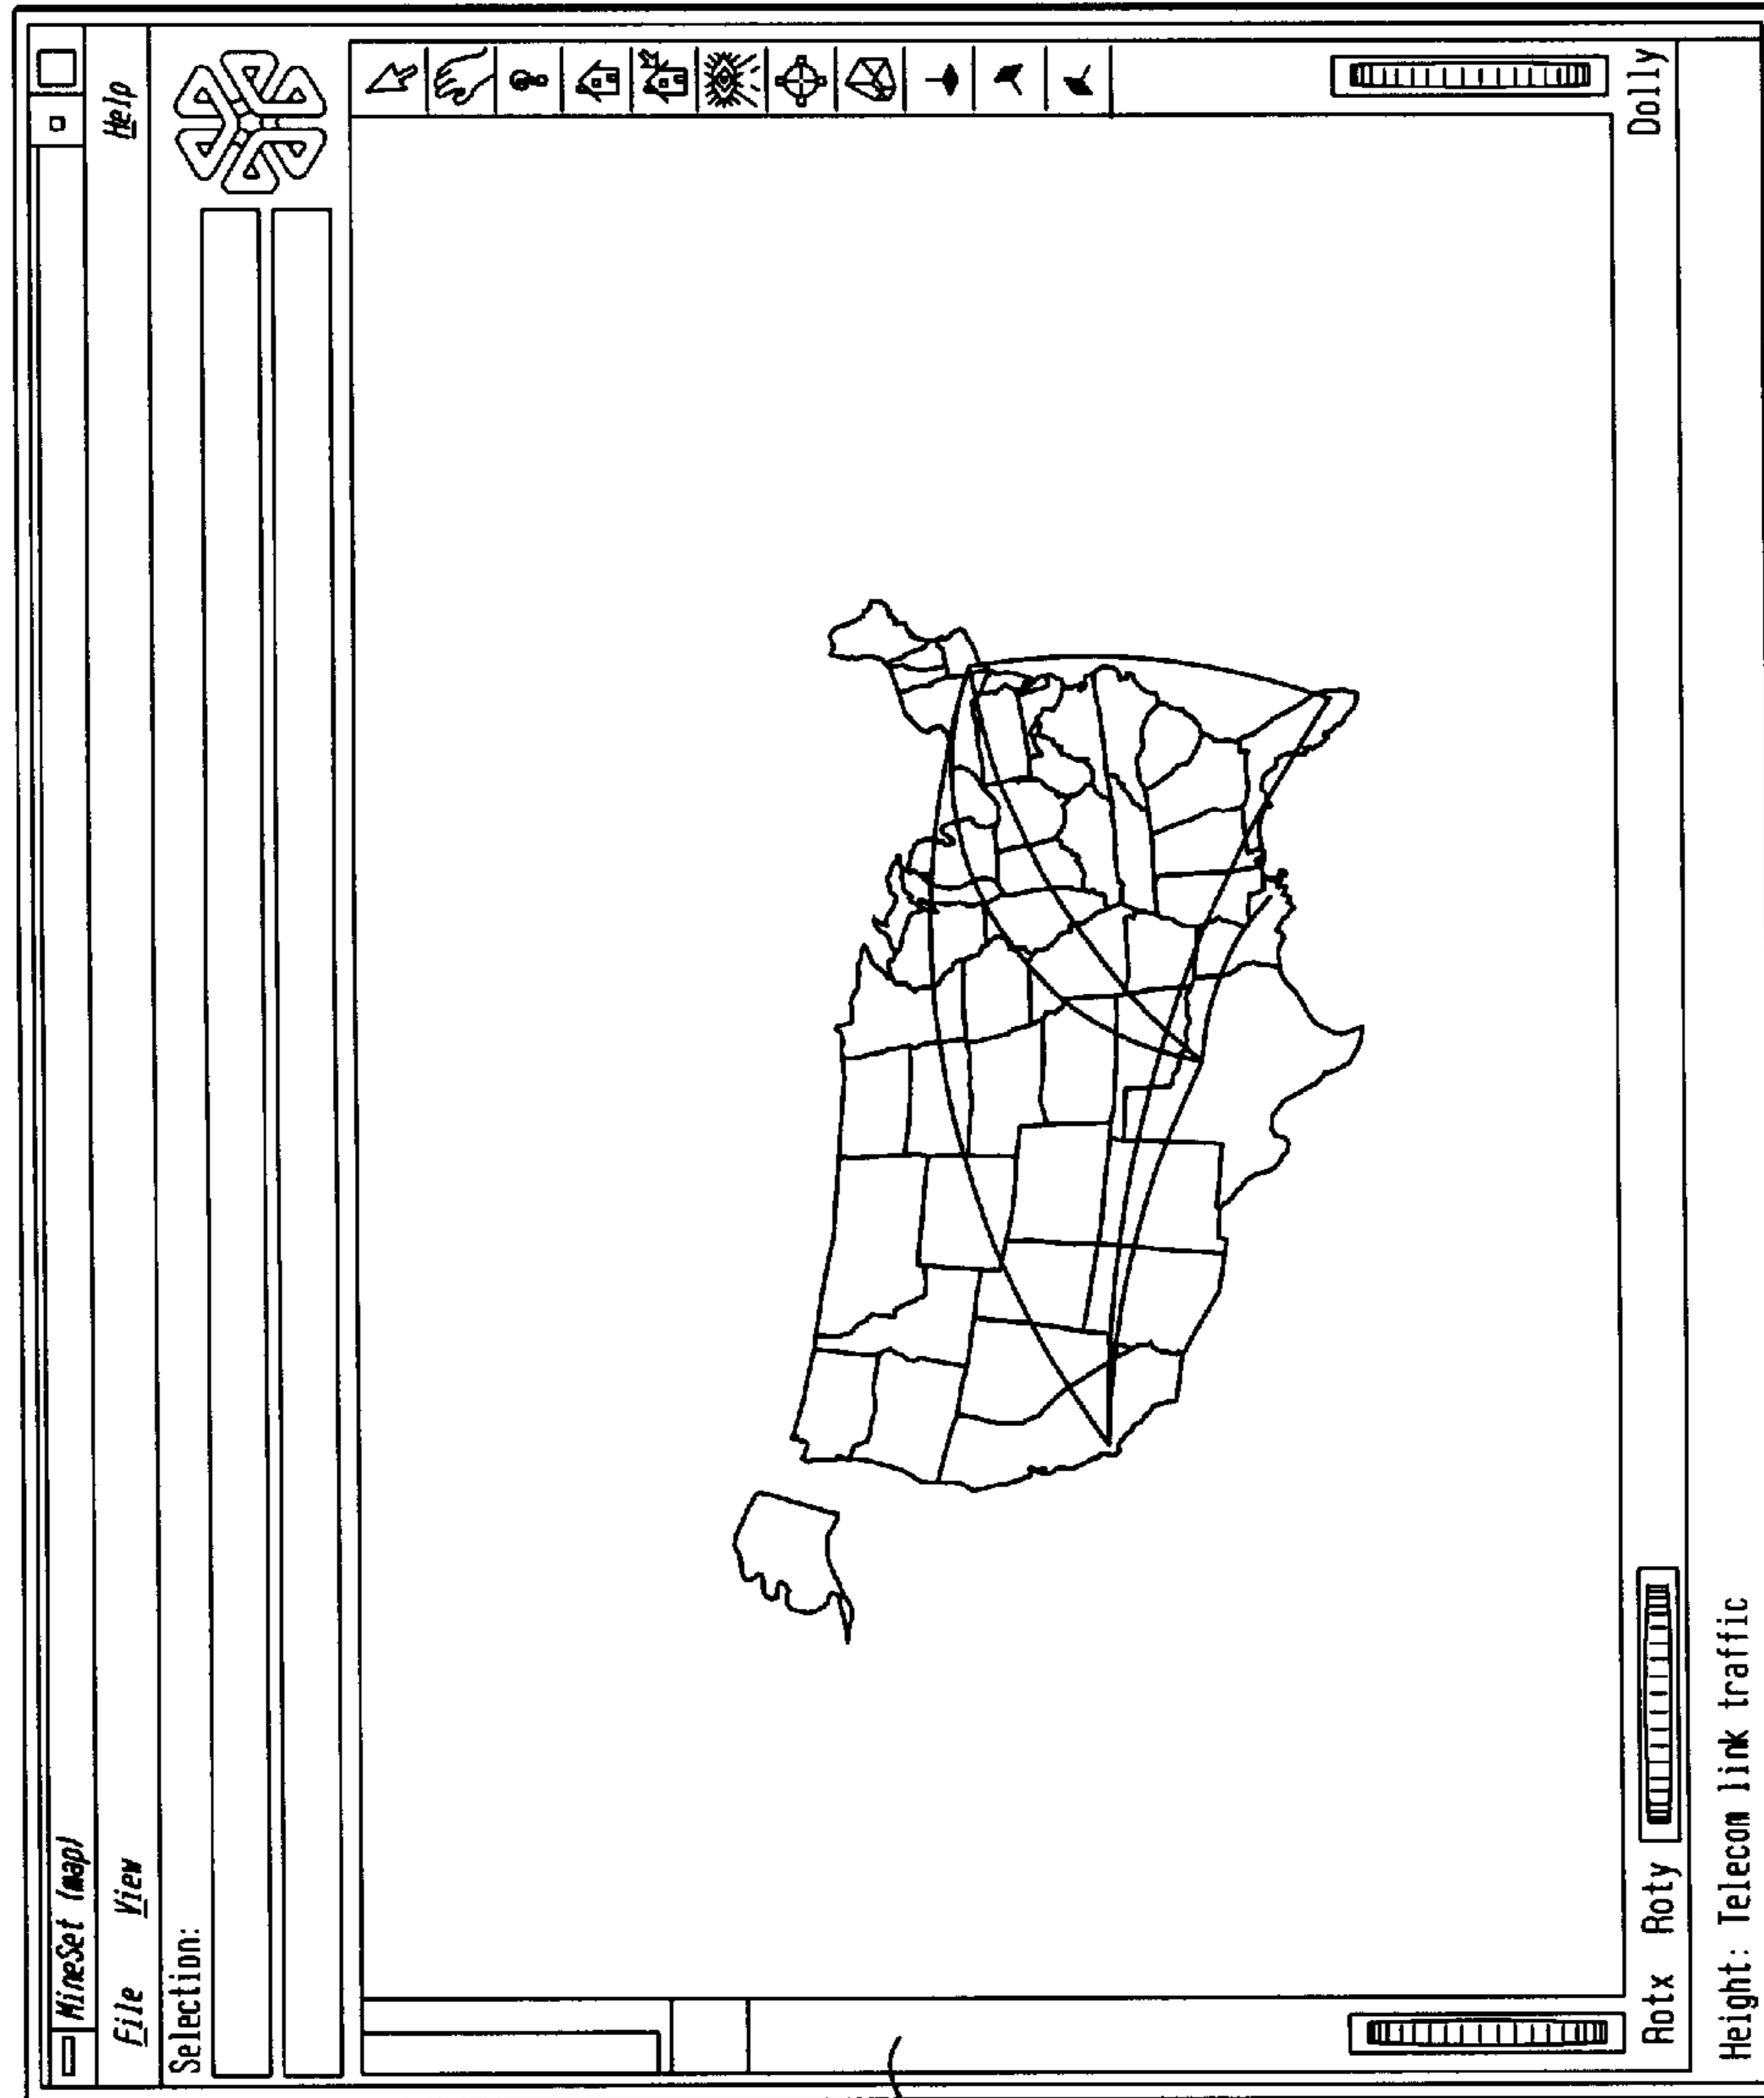 MineSet (map)
File View Help
Selection:
Rotx Roty Dolly
Height: Telecom link traffic